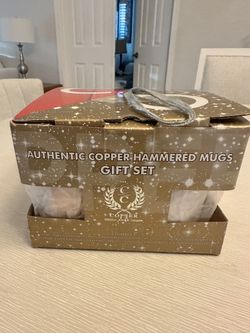 AUTHENTIC COPPER HAMMERED MUGS
GIFT SET
C
C
COPPER